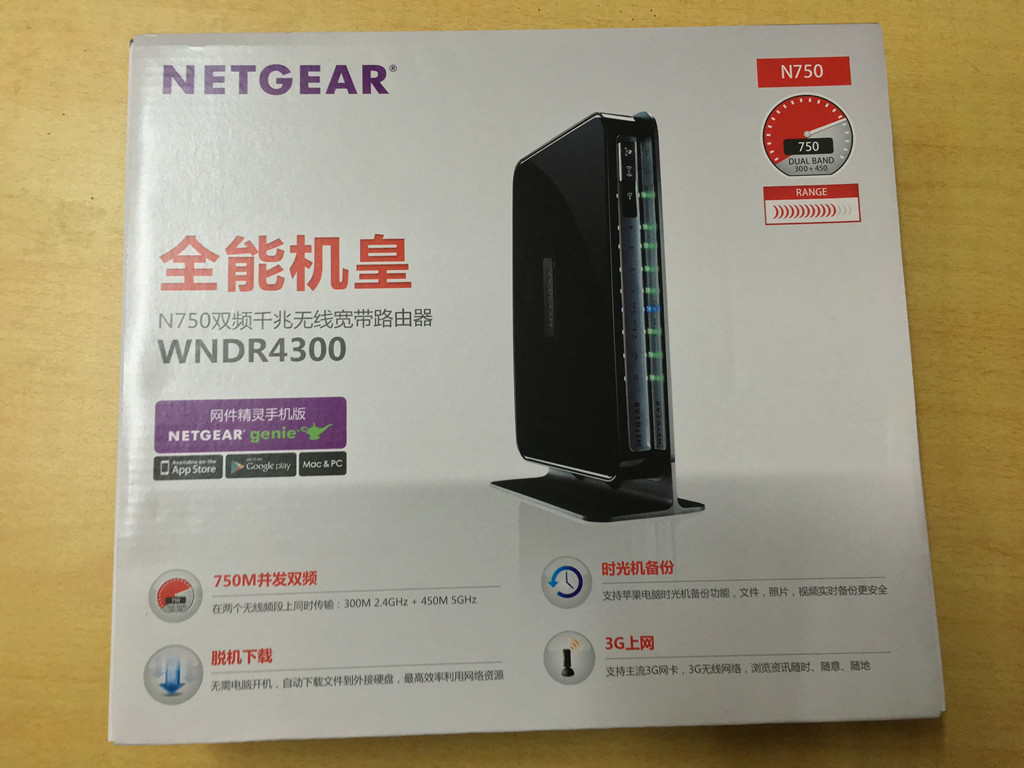 NETGEAR®
N750
750
DUAL BAND
300 + 450
RANGE
全能机皇
N750双频千兆无线宽带路由器
WNDR4300
网件精灵手机版
NETGEAR® genie®
Available on the
App Store
GET IT ON
Google play
Mac & PC
NETGEAR
NETGEAR
750M并发双频
在两个无线频段上同时传输：300M 2.4GHz + 450M 5GHz
时光机备份
支持苹果电脑时光机备份功能，文件，照片，视频实时备份更安全
脱机下载
无需电脑开机，自动下载文件到外接硬盘，最高效率利用网络资源
3G上网
支持主流3G网卡，3G无线网络，浏览资讯随时、随意、随地